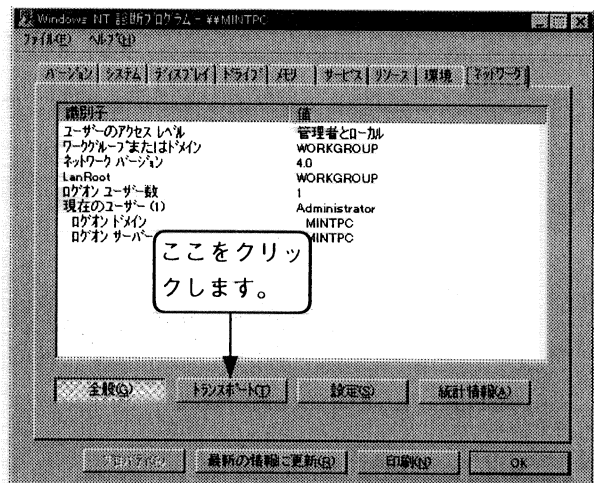 Windows NT 診断プログラム - ¥¥MINTPC
ファイル(F) ヘルプ(H)
バージョン システム ディスプレイ ドライブ メモリ サービス リソース 環境 ネットワーク
識別子 値
ユーザーのアクセス レベル 管理者とローカル
ワークグループまたはドメイン WORKGROUP
ネットワーク バージョン 4.0
LanRoot WORKGROUP
ログオン ユーザー数 1
現在のユーザー (1) Administrator
ログオン ドメイン MINTPC
ログオン サーバー MINTPC
ここをクリッ
クします。
全般(G) トランスポート(T) 設定(S) 統計情報(A)
プロパティ(P) 最新の情報に更新(R) 印刷(N) OK